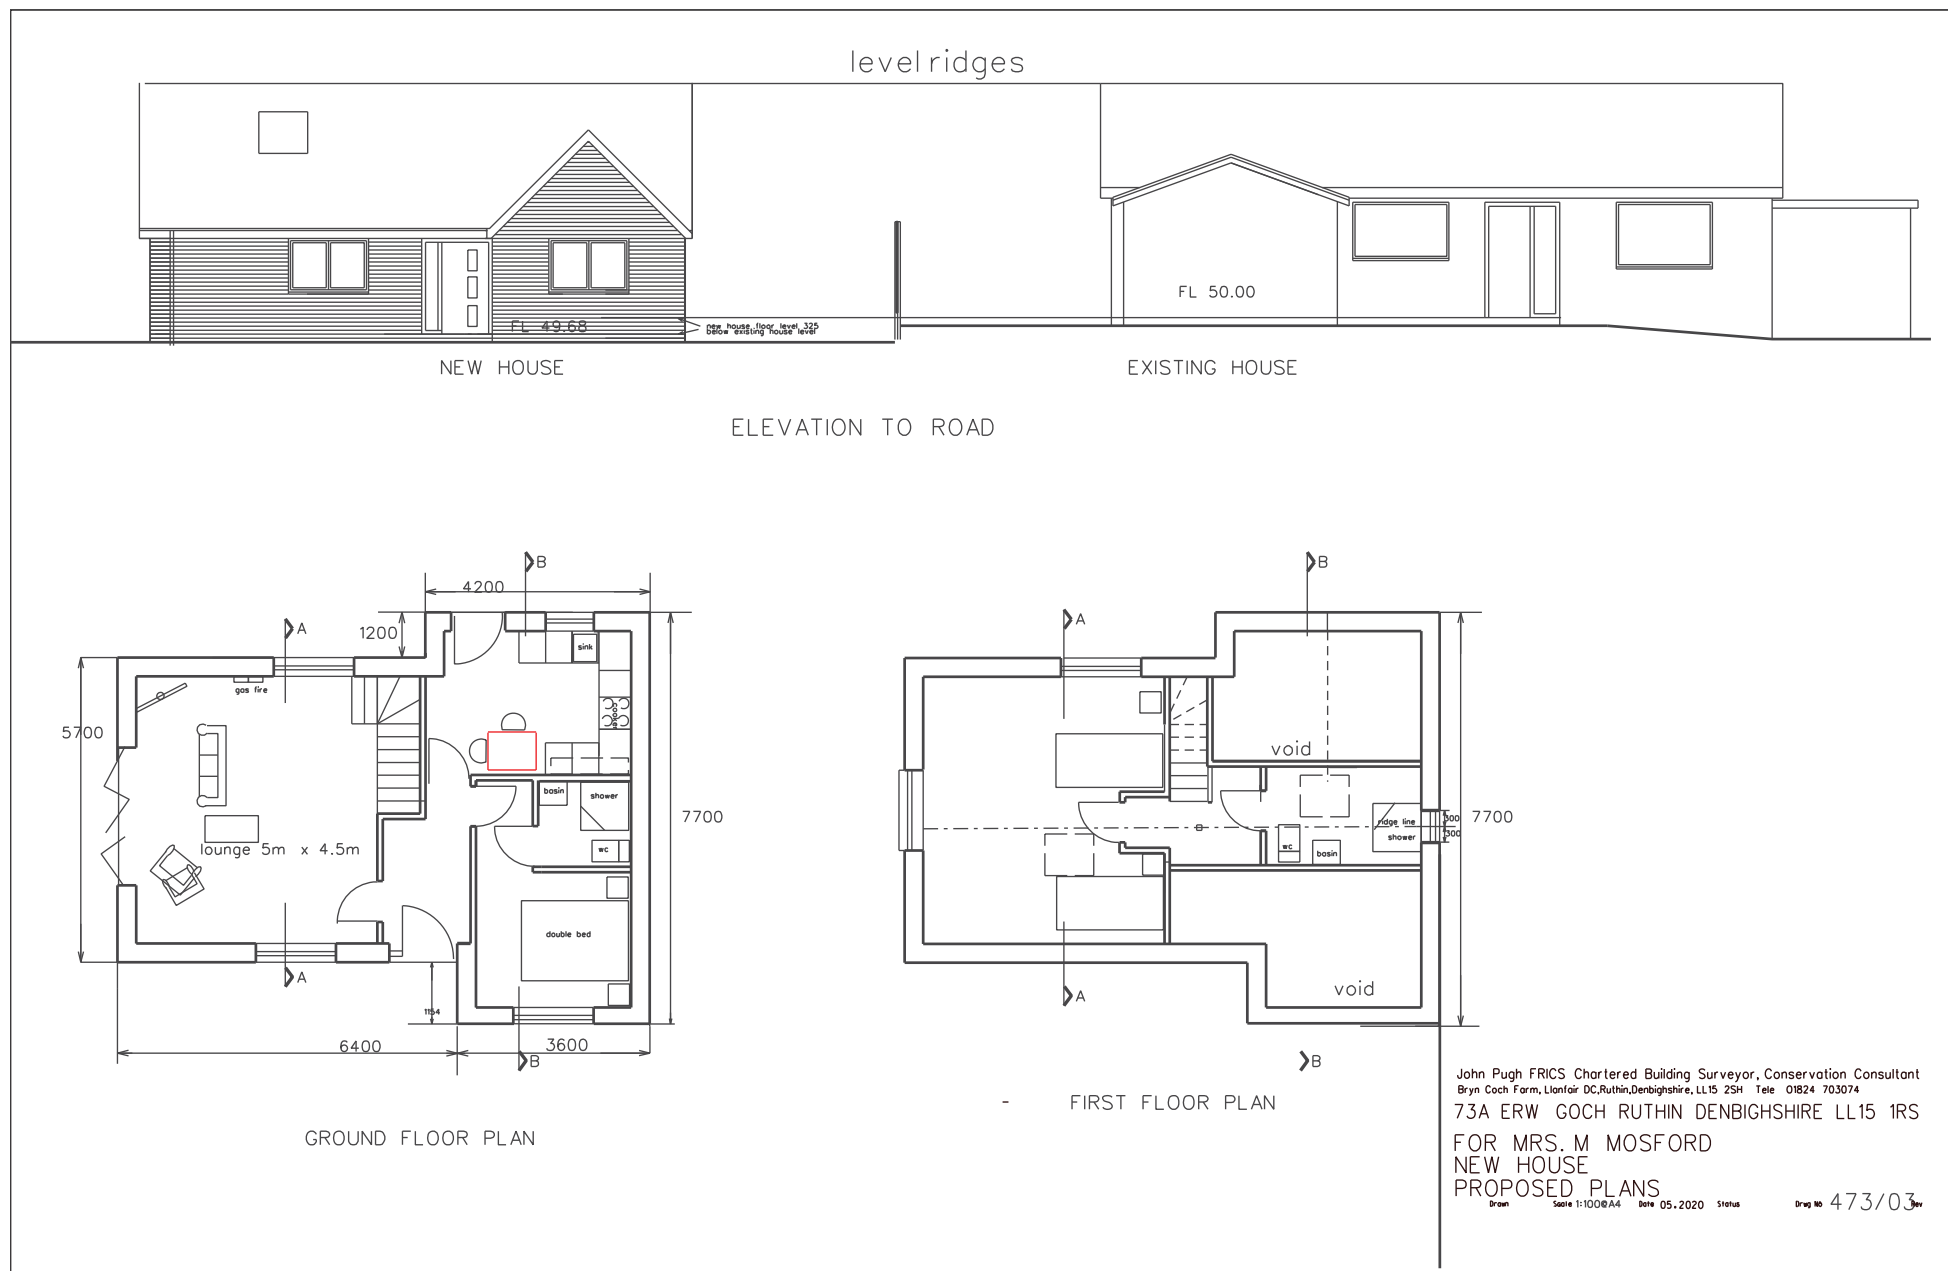 level ridges
FL 50.00
FL 49.68
new house floor level 325
below existing house level
NEW HOUSE
EXISTING HOUSE
ELEVATION TO ROAD
B
B
4200
A
1200
A
sink
gas fire
cooker
5700
void
basin
shower
7700
300
7700
ridge line
300
shower
lounge 5m x 4.5m
wc
wc
basin
double bed
A
void
A
1154
6400
3600
B
B
John Pugh FRICS Chartered Building Surveyor, Conservation Consultant
Bryn Coch Farm, Llanfair DC,Ruthin,Denbighshire, LL15 2SH Tele 01824 703074
- FIRST FLOOR PLAN
73A ERW GOCH RUTHIN DENBIGHSHIRE LL15 1RS
GROUND FLOOR PLAN
FOR MRS. M MOSFORD
NEW HOUSE
PROPOSED PLANS
Drawn Scale 1:100@A4 Date 05.2020 Status Drwg No 473/03 Rev